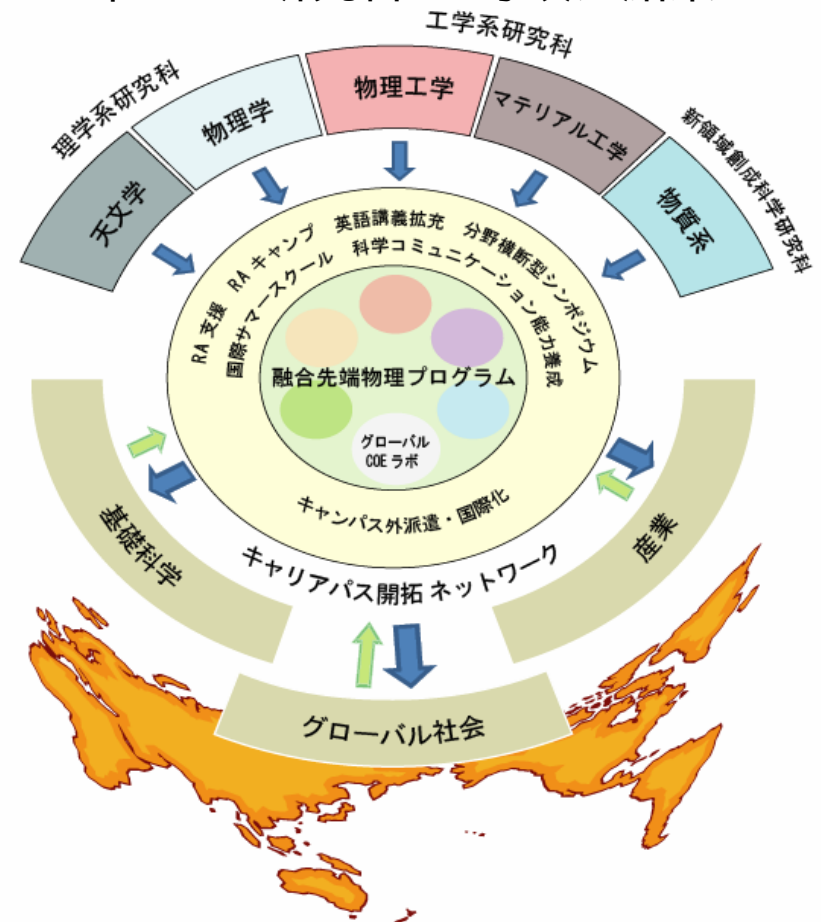 工学系研究科
理学系研究科
新領域創成科学研究科
天文学
物理学
物理工学
マテリアル工学
物質系
RA支援 RAキャンプ 英語講義拡充 分野横断型シンポジウム
国際サマースクール 科学コミュニケーション能力養成
融合先端物理プログラム
グローバル
COEラボ
キャンパス外派遣・国際化
キャリアパス開拓ネットワーク
基礎科学
産業
グローバル社会